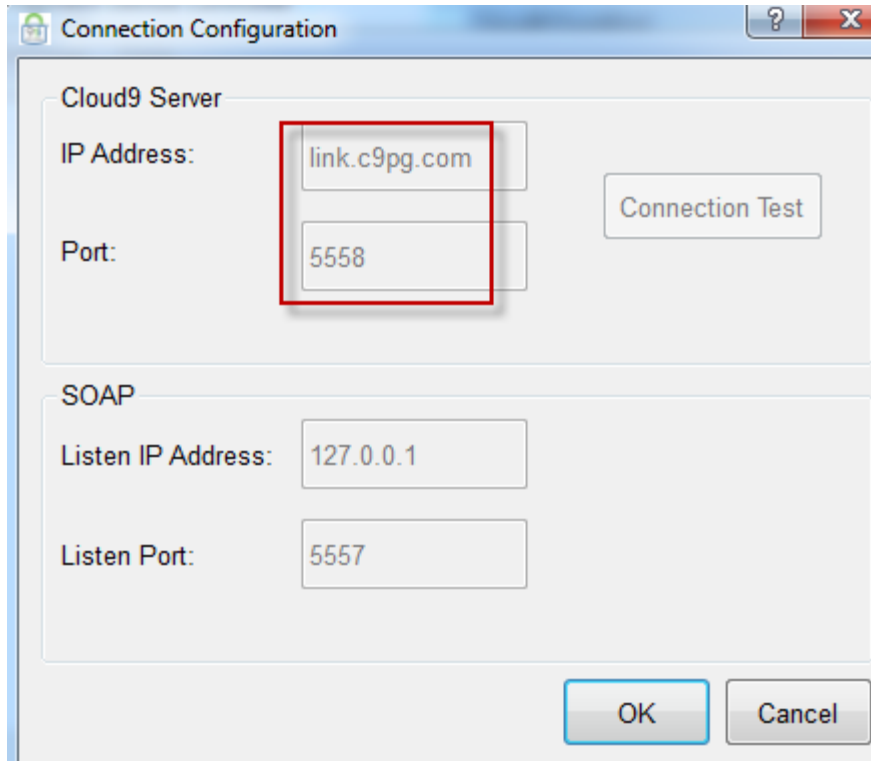 Connection Configuration
?
X
Cloud9 Server
IP Address:
link.c9pg.com
Connection Test
Port:
5558
SOAP
Listen IP Address:
127.0.0.1
Listen Port:
5557
OK
Cancel